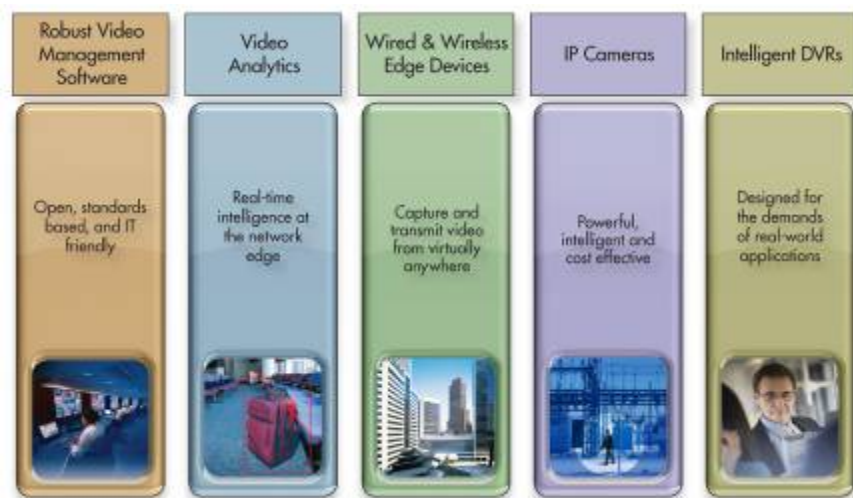 Robust Video
Management
Software
Video
Analytics
Wired & Wireless
Edge Devices
IP Cameras
Intelligent DVRs
Open, standards
based, and IT
friendly
Real-time
intelligence at
the network
edge
Capture and
transmit video
from virtually
anywhere
Powerful,
intelligent and
cost effective
Designed for
the demands
of real-world
applications